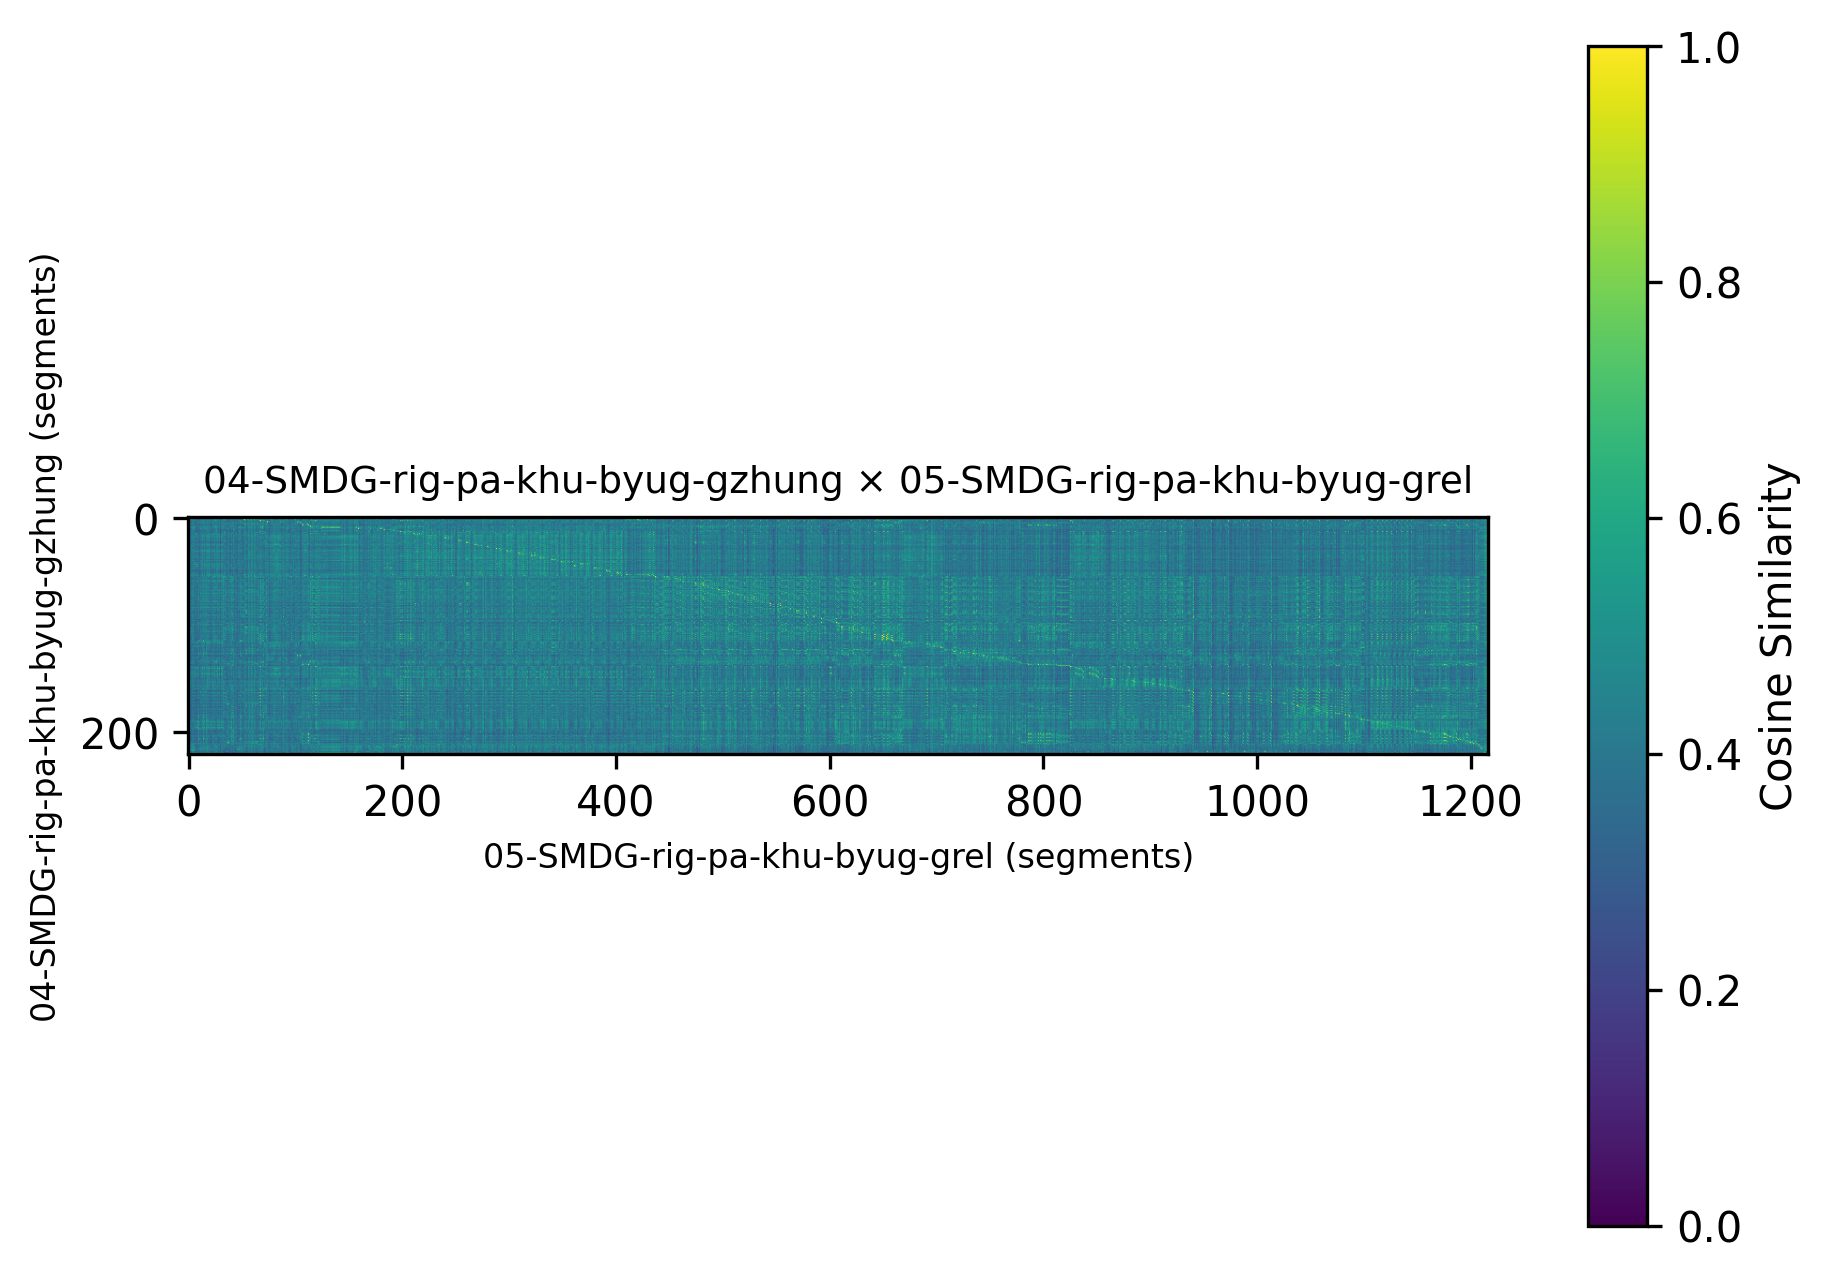 04-SMDG-rig-pa-khu-byug-gzhung × 05-SMDG-rig-pa-khu-byug-grel
04-SMDG-rig-pa-khu-byug-gzhung (segments)
0
200
0 200 400 600 800 1000 1200
05-SMDG-rig-pa-khu-byug-grel (segments)
1.0
0.8
0.6
0.4
0.2
0.0
Cosine Similarity